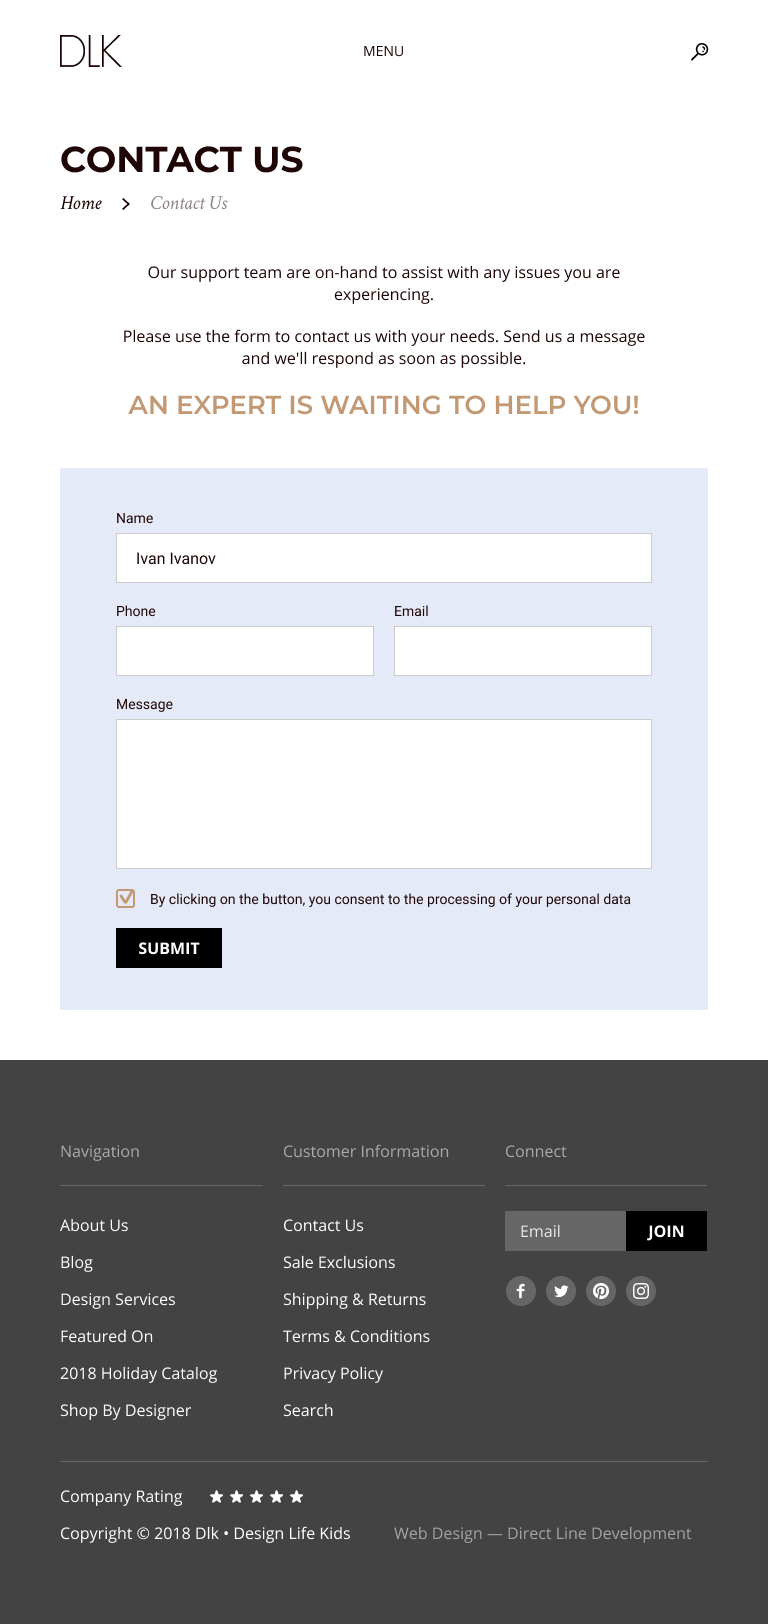 DLK
MENU
CONTACT US
Home
Contact Us
Our support team are on-hand to assist with any issues you are
experiencing.
Please use the form to contact us with your needs. Send us a message
and we'll respond as soon as possible.
AN EXPERT IS WAITING TO HELP YOU!
Name
Ivan Ivanov
Phone
Email
Message
By clicking on the button, you consent to the processing of your personal data
SUBMIT
Navigation
About Us
Blog
Design Services
Featured On
2018 Holiday Catalog
Shop By Designer
Customer Information
Contact Us
Sale Exclusions
Shipping & Returns
Terms & Conditions
Privacy Policy
Search
Connect
Email
JOIN
Company Rating
Copyright © 2018 Dlk • Design Life Kids
Web Design — Direct Line Development